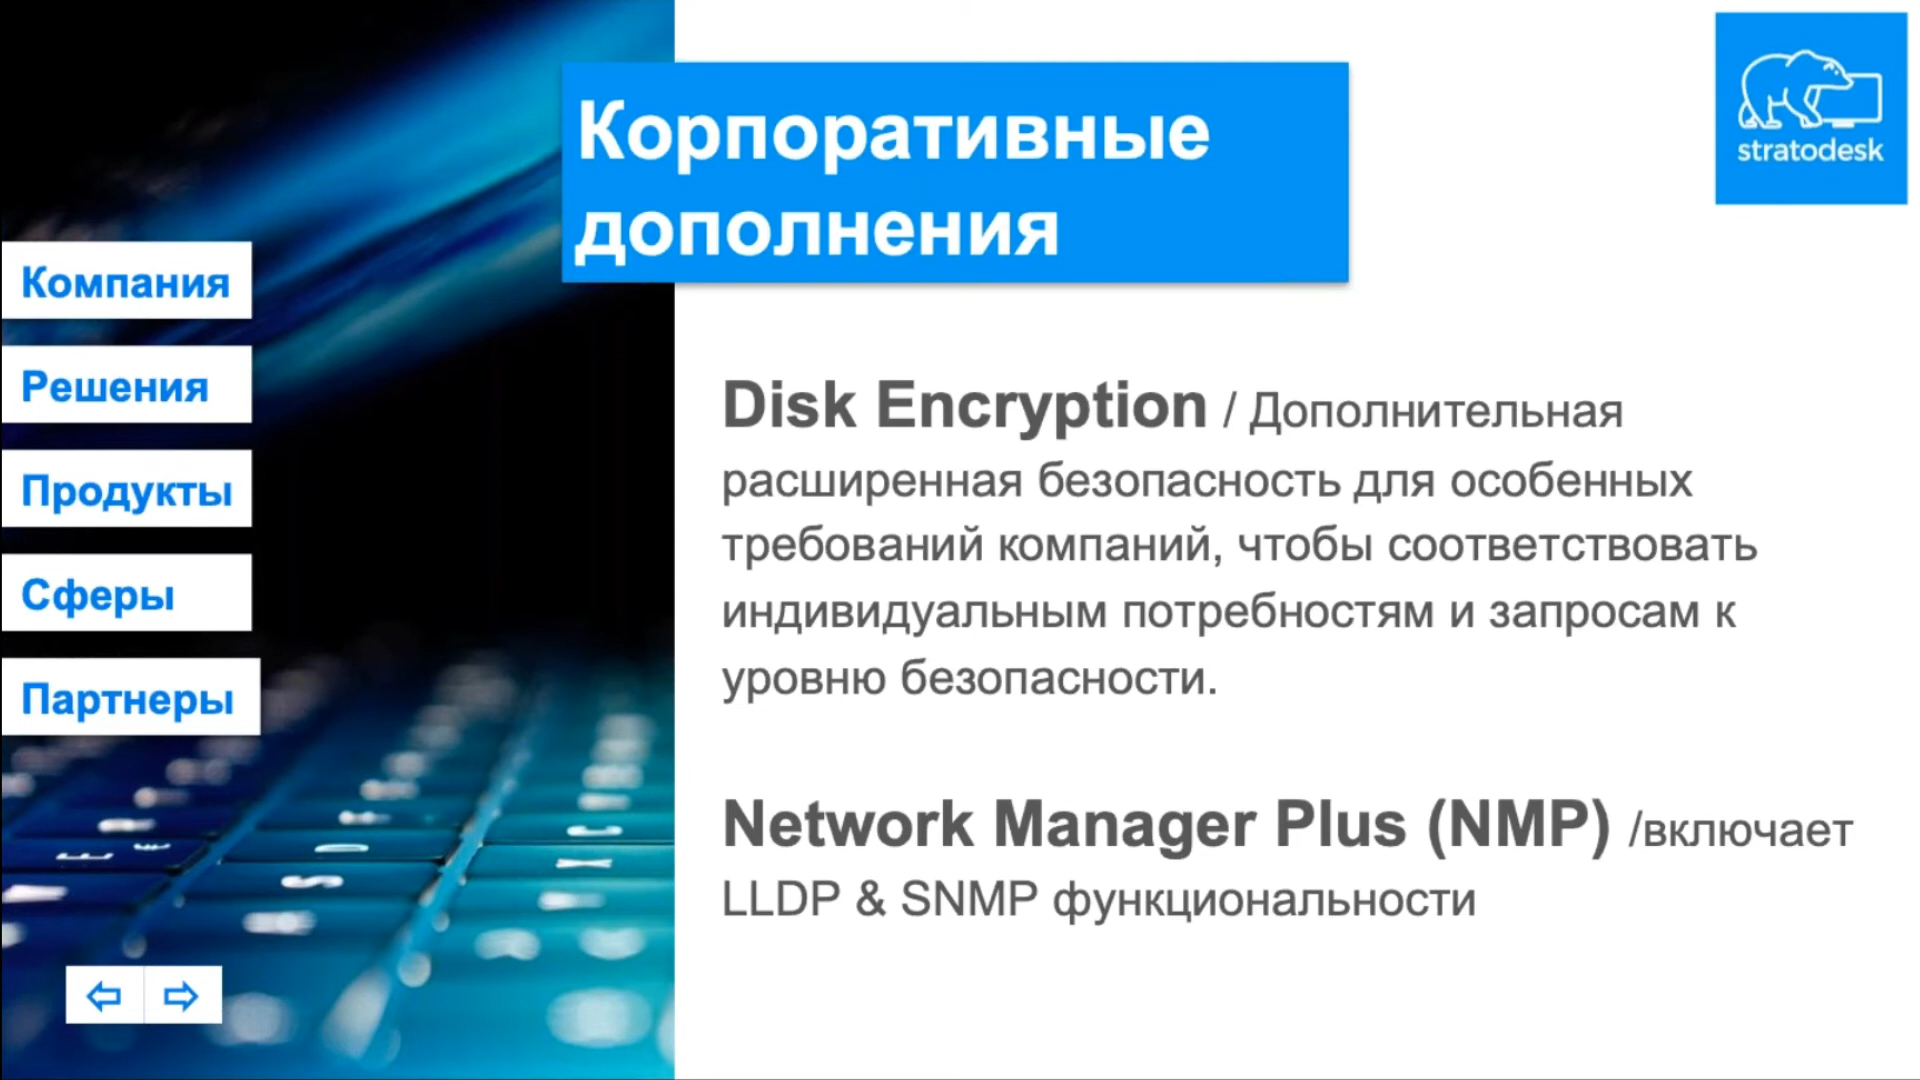 Корпоративные
дополнения
stratodesk
Компания
Решения
Продукты
Сферы
Партнеры
Disk Encryption / Дополнительная
расширенная безопасность для особенных
требований компаний, чтобы соответствовать
индивидуальным потребностям и запросам к
уровню безопасности.
Network Manager Plus (NMP) /включает
LLDP & SNMP функциональности